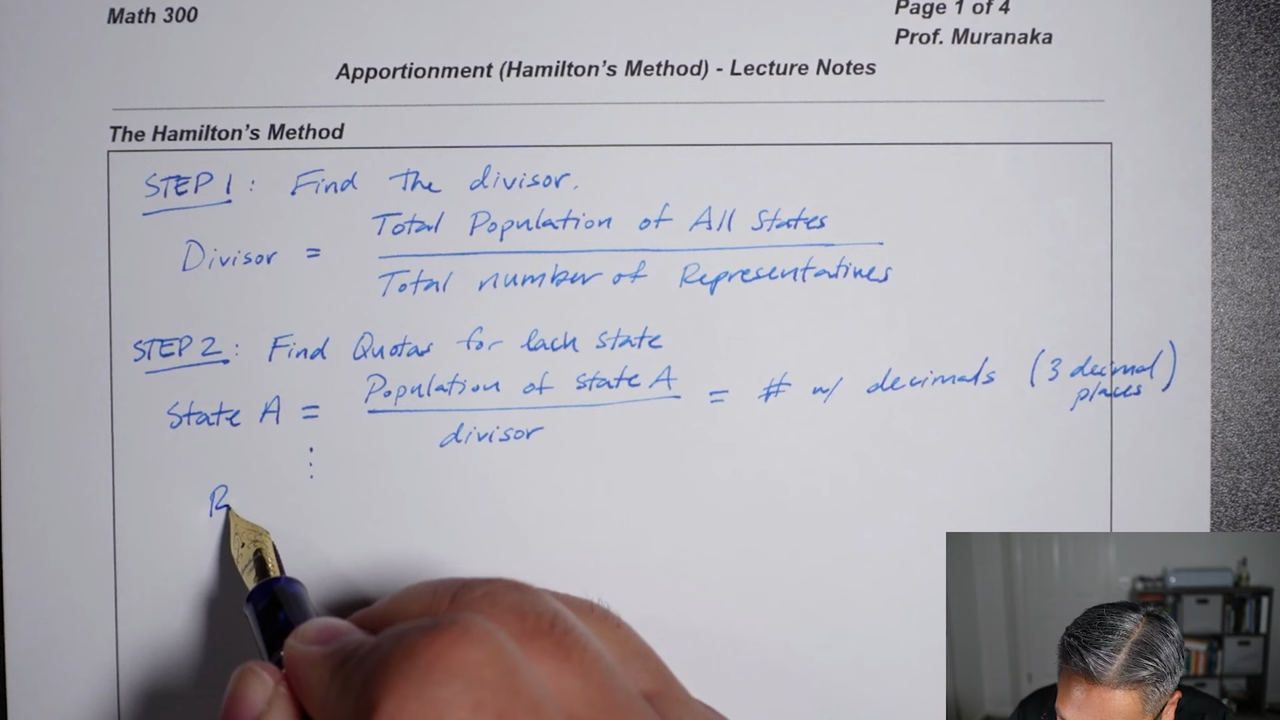 Math 300
Page 1 of 4
Prof. Muranaka
Apportionment (Hamilton's Method) - Lecture Notes
The Hamilton's Method
STEP 1: Find the divisor.
Divisor = Total Population of All States
Total number of Representatives
STEP 2: Find Quotas for each state
State A = Population of state A = # w/ decimals (3 decimal places)
divisor
⋮
R